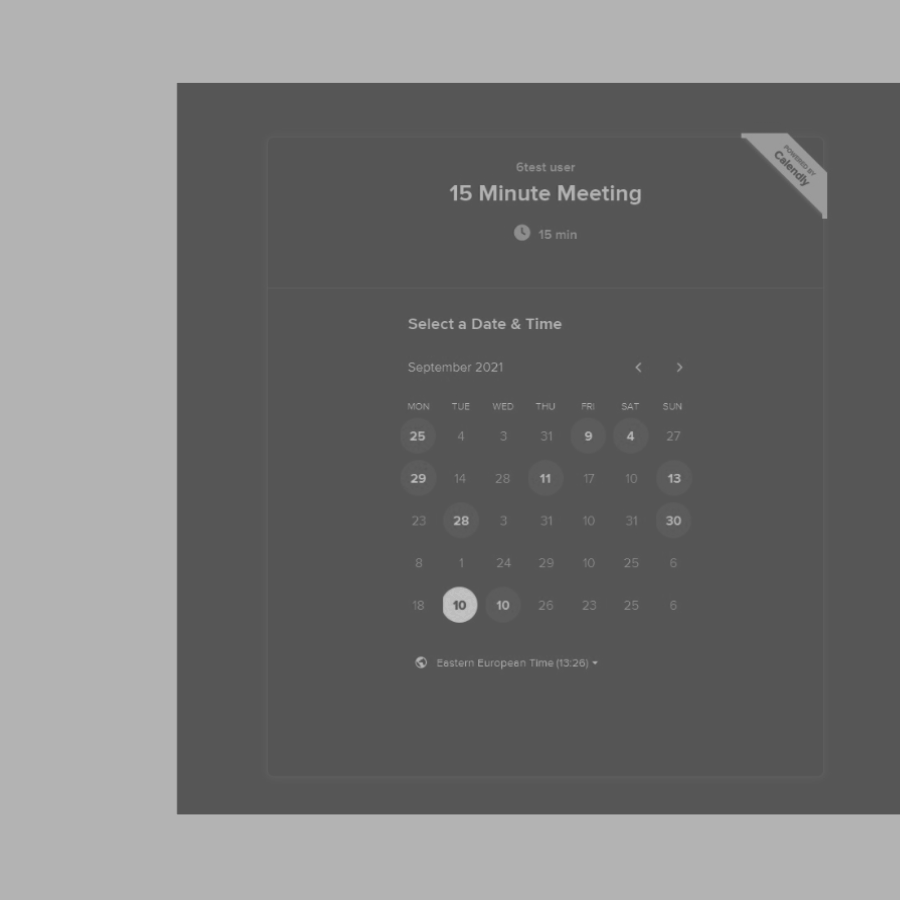 POWERED BY
Calendly
6test user
15 Minute Meeting
15 min
Select a Date & Time
September 2021
MON TUE WED THU FRI SAT SUN
25 4 3 31 9 4 27
29 14 28 11 17 10 13
23 28 3 31 10 31 30
8 1 24 29 10 25 6
18 10 10 26 23 25 6
Eastern European Time (13:26)